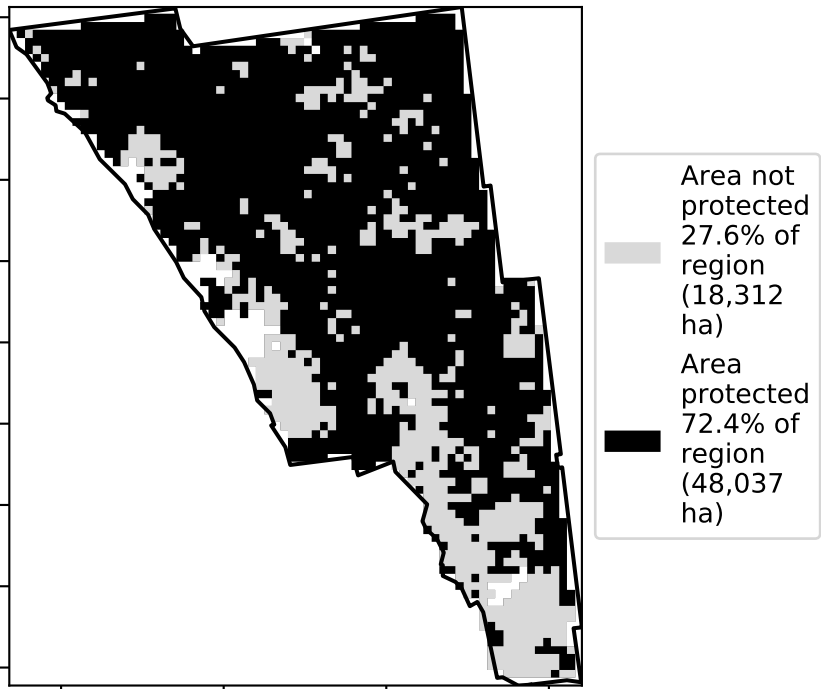 Area not
protected
27.6% of
region
(18,312
ha)
Area
protected
72.4% of
region
(48,037
ha)